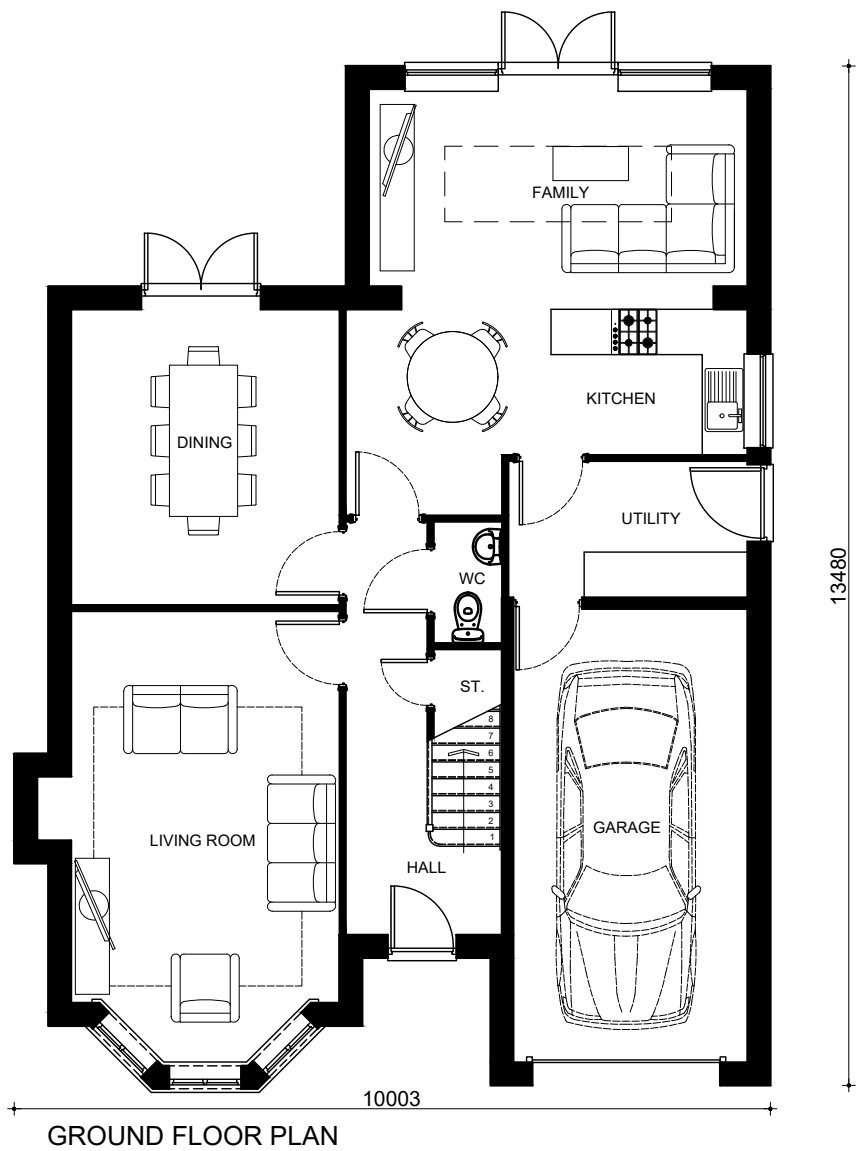 FAMILY
KITCHEN
DINING
UTILITY
WC
ST.
8
7
6
5
4
3
2
1
LIVING ROOM
GARAGE
HALL
13480
10003
GROUND FLOOR PLAN